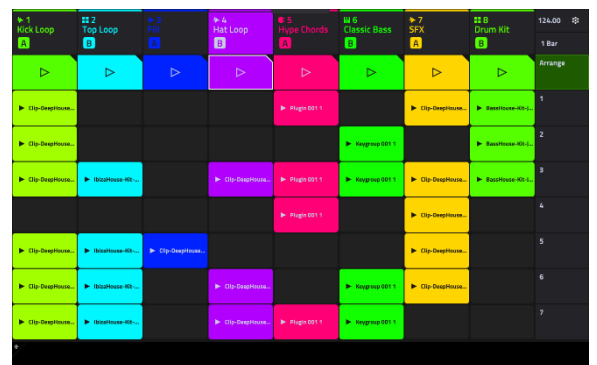 1 2 3 4 5 6 7 8 124.00
Kick Loop Top Loop Fill Hat Loop Hype Chords Classic Bass SFX Drum Kit
A B A B A B A B 1 Bar
Arrange
Clip-DeepHouse... Plugin 001 1 Clip-DeepHouse... BassHouse-Kit-... 1
Clip-DeepHouse... Keygroup 001 1 BassHouse-Kit-... 2
Clip-DeepHouse... IbizaHouse-Kit-... Clip-DeepHouse... Plugin 001 1 Keygroup 001 1 Clip-DeepHouse... BassHouse-Kit-... 3
Plugin 001 1 Clip-DeepHouse... 4
Clip-DeepHouse... IbizaHouse-Kit-... Clip-DeepHouse... Clip-DeepHouse... 5
Clip-DeepHouse... IbizaHouse-Kit-... Clip-DeepHouse... Keygroup 001 1 Clip-DeepHouse... 6
Clip-DeepHouse... IbizaHouse-Kit-... Clip-DeepHouse... Plugin 001 1 Keygroup 001 1 7